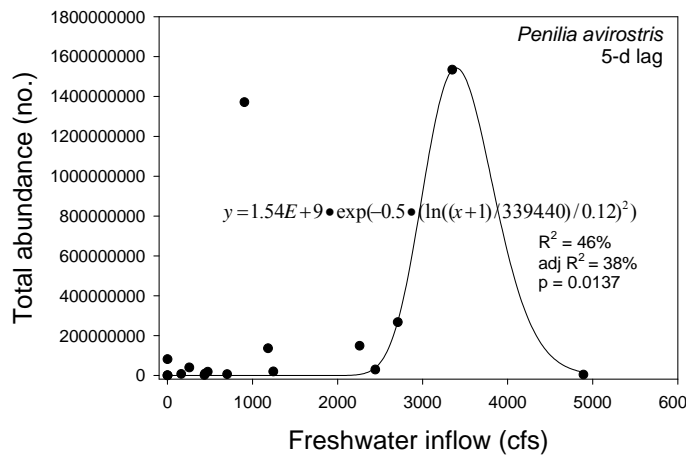 Penilia avirostris
5-d lag
1800000000
1600000000
1400000000
1200000000
1000000000
800000000
600000000
400000000
200000000
0
Total abundance (no.)
y = 1.54E + 9 • exp(−0.5 • (ln((x + 1) / 339440) / 0.12)²)
R² = 46%
adj R² = 38%
p = 0.0137
0 1000 2000 3000 4000 5000 600
Freshwater inflow (cfs)